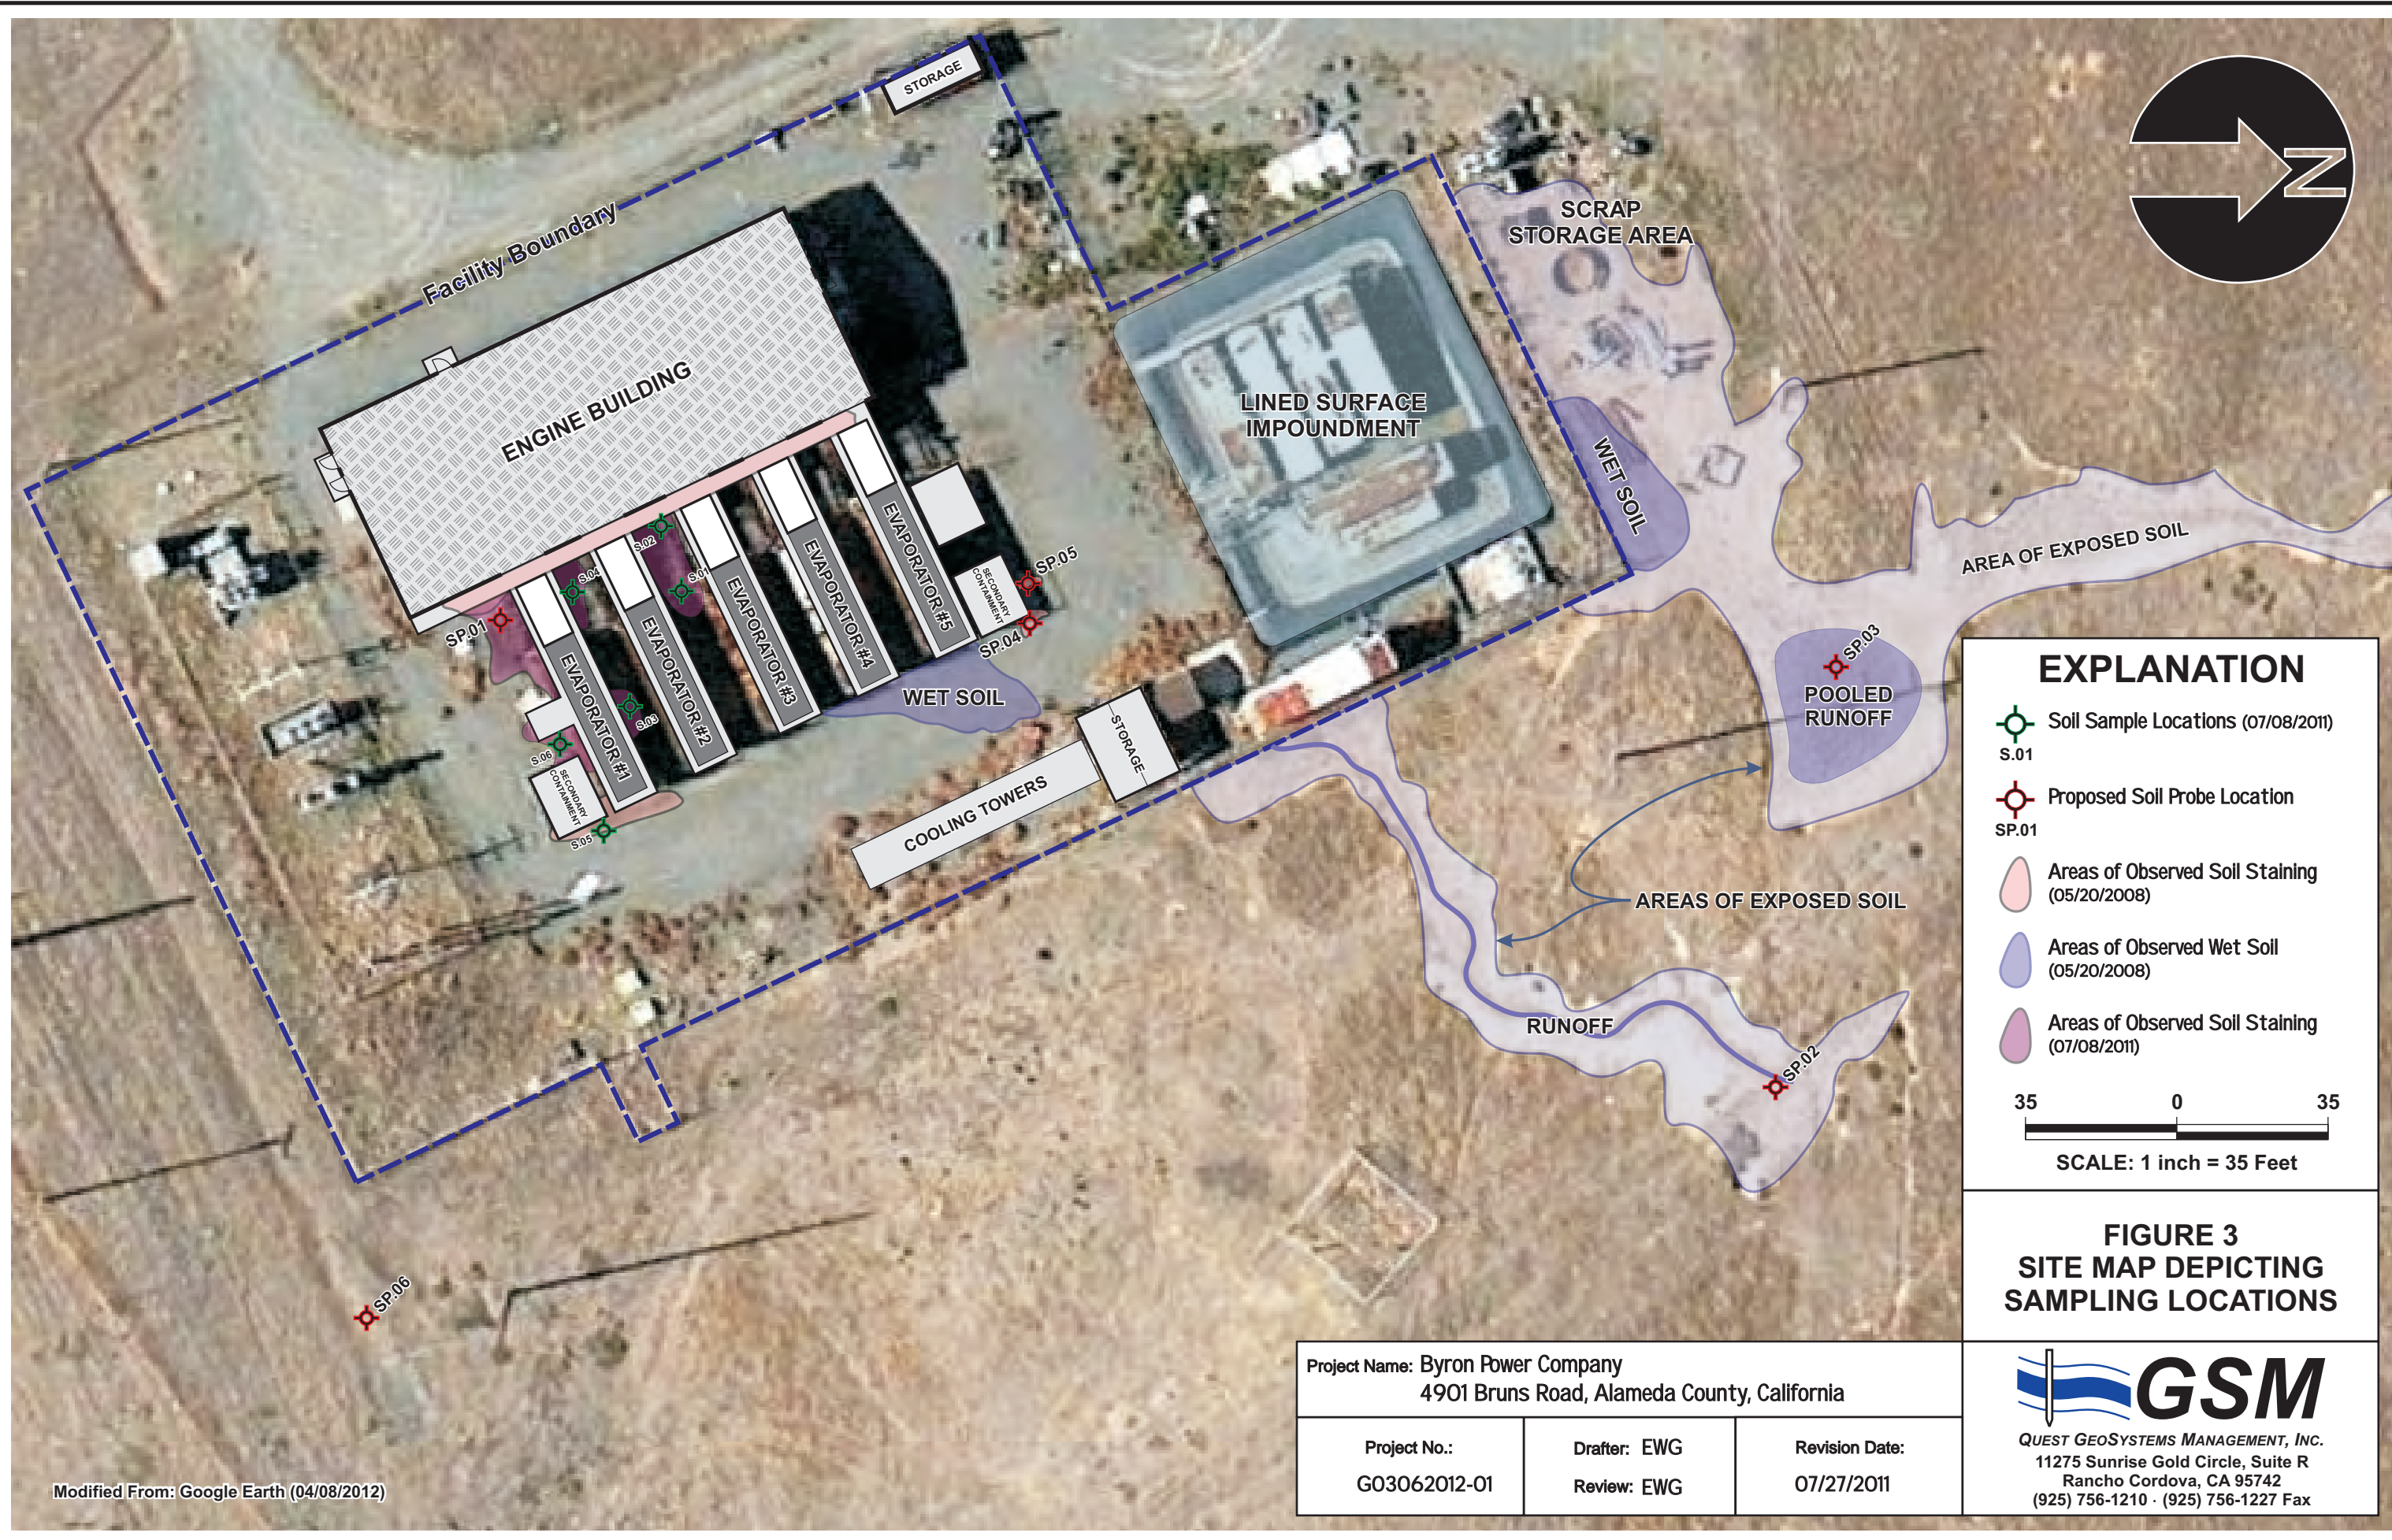 STORAGE
Facility Boundary
ENGINE BUILDING
SCRAP
STORAGE AREA
LINED SURFACE
IMPOUNDMENT
WET SOIL
AREA OF EXPOSED SOIL
S.02
S.04
S.01
SP.01
EVAPORATOR #1
EVAPORATOR #2
EVAPORATOR #3
EVAPORATOR #4
EVAPORATOR #5
SECONDARY
CONTAINMENT
SP.05
SP.04
SP.03
POOLED
RUNOFF
WET SOIL
S.03
S.06
SECONDARY
CONTAINMENT
S.05
STORAGE
COOLING TOWERS
AREAS OF EXPOSED SOIL
RUNOFF
SP.02
SP.06
N
EXPLANATION
Soil Sample Locations (07/08/2011)
S.01
Proposed Soil Probe Location
SP.01
Areas of Observed Soil Staining
(05/20/2008)
Areas of Observed Wet Soil
(05/20/2008)
Areas of Observed Soil Staining
(07/08/2011)
35 0 35
SCALE: 1 inch = 35 Feet
FIGURE 3
SITE MAP DEPICTING
SAMPLING LOCATIONS
Project Name: Byron Power Company
4901 Bruns Road, Alameda County, California
Project No.:
G03062012-01
Drafter: EWG
Review: EWG
Revision Date:
07/27/2011
GSM
QUEST GEOSYSTEMS MANAGEMENT, INC.
11275 Sunrise Gold Circle, Suite R
Rancho Cordova, CA 95742
(925) 756-1210 · (925) 756-1227 Fax
Modified From: Google Earth (04/08/2012)